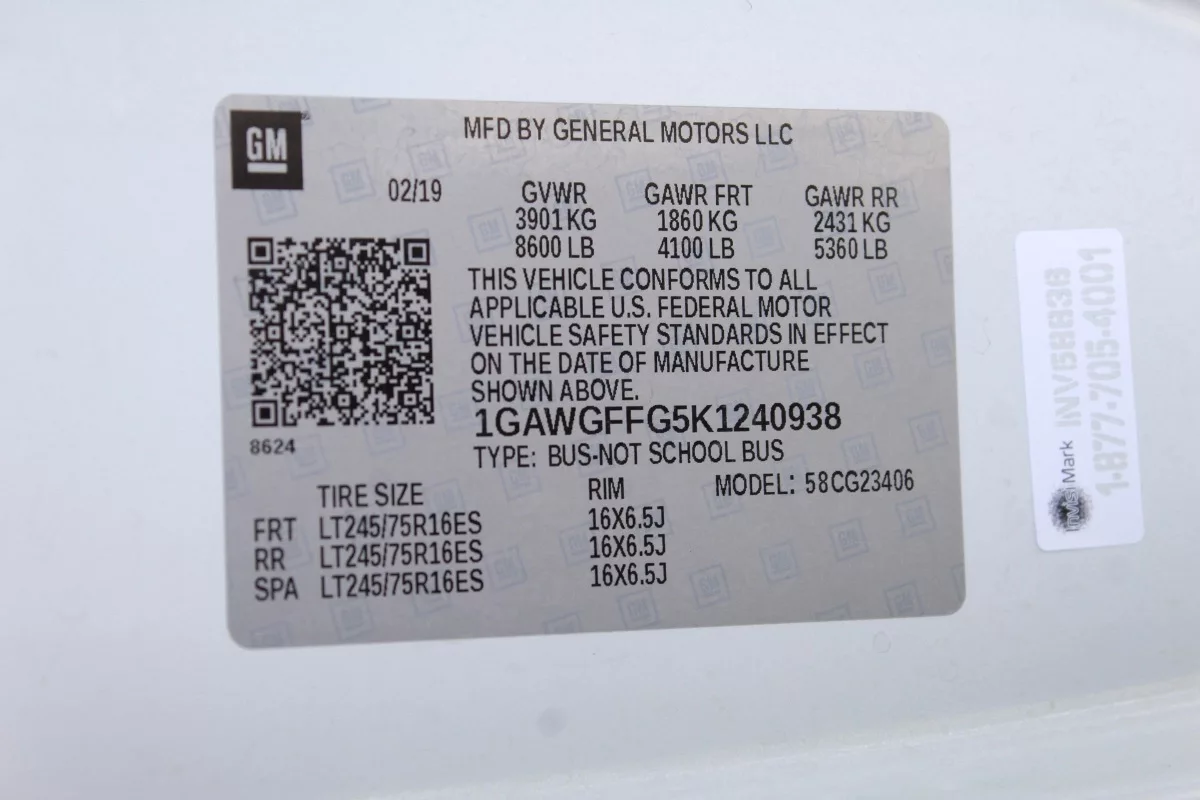 GM
MFD BY GENERAL MOTORS LLC
02/19
GVWR GAWR FRT GAWR RR
3901 KG 1860 KG 2431 KG
8600 LB 4100 LB 5360 LB
THIS VEHICLE CONFORMS TO ALL
APPLICABLE U.S. FEDERAL MOTOR
VEHICLE SAFETY STANDARDS IN EFFECT
ON THE DATE OF MANUFACTURE
SHOWN ABOVE.
1GAWGFFG5K1240938
8624
TYPE: BUS-NOT SCHOOL BUS
MODEL: 58CG23406
TIRE SIZE RIM
FRT LT245/75R16ES 16X6.5J
RR LT245/75R16ES 16X6.5J
SPA LT245/75R16ES 16X6.5J
InVisiMark
1-877-705-4001